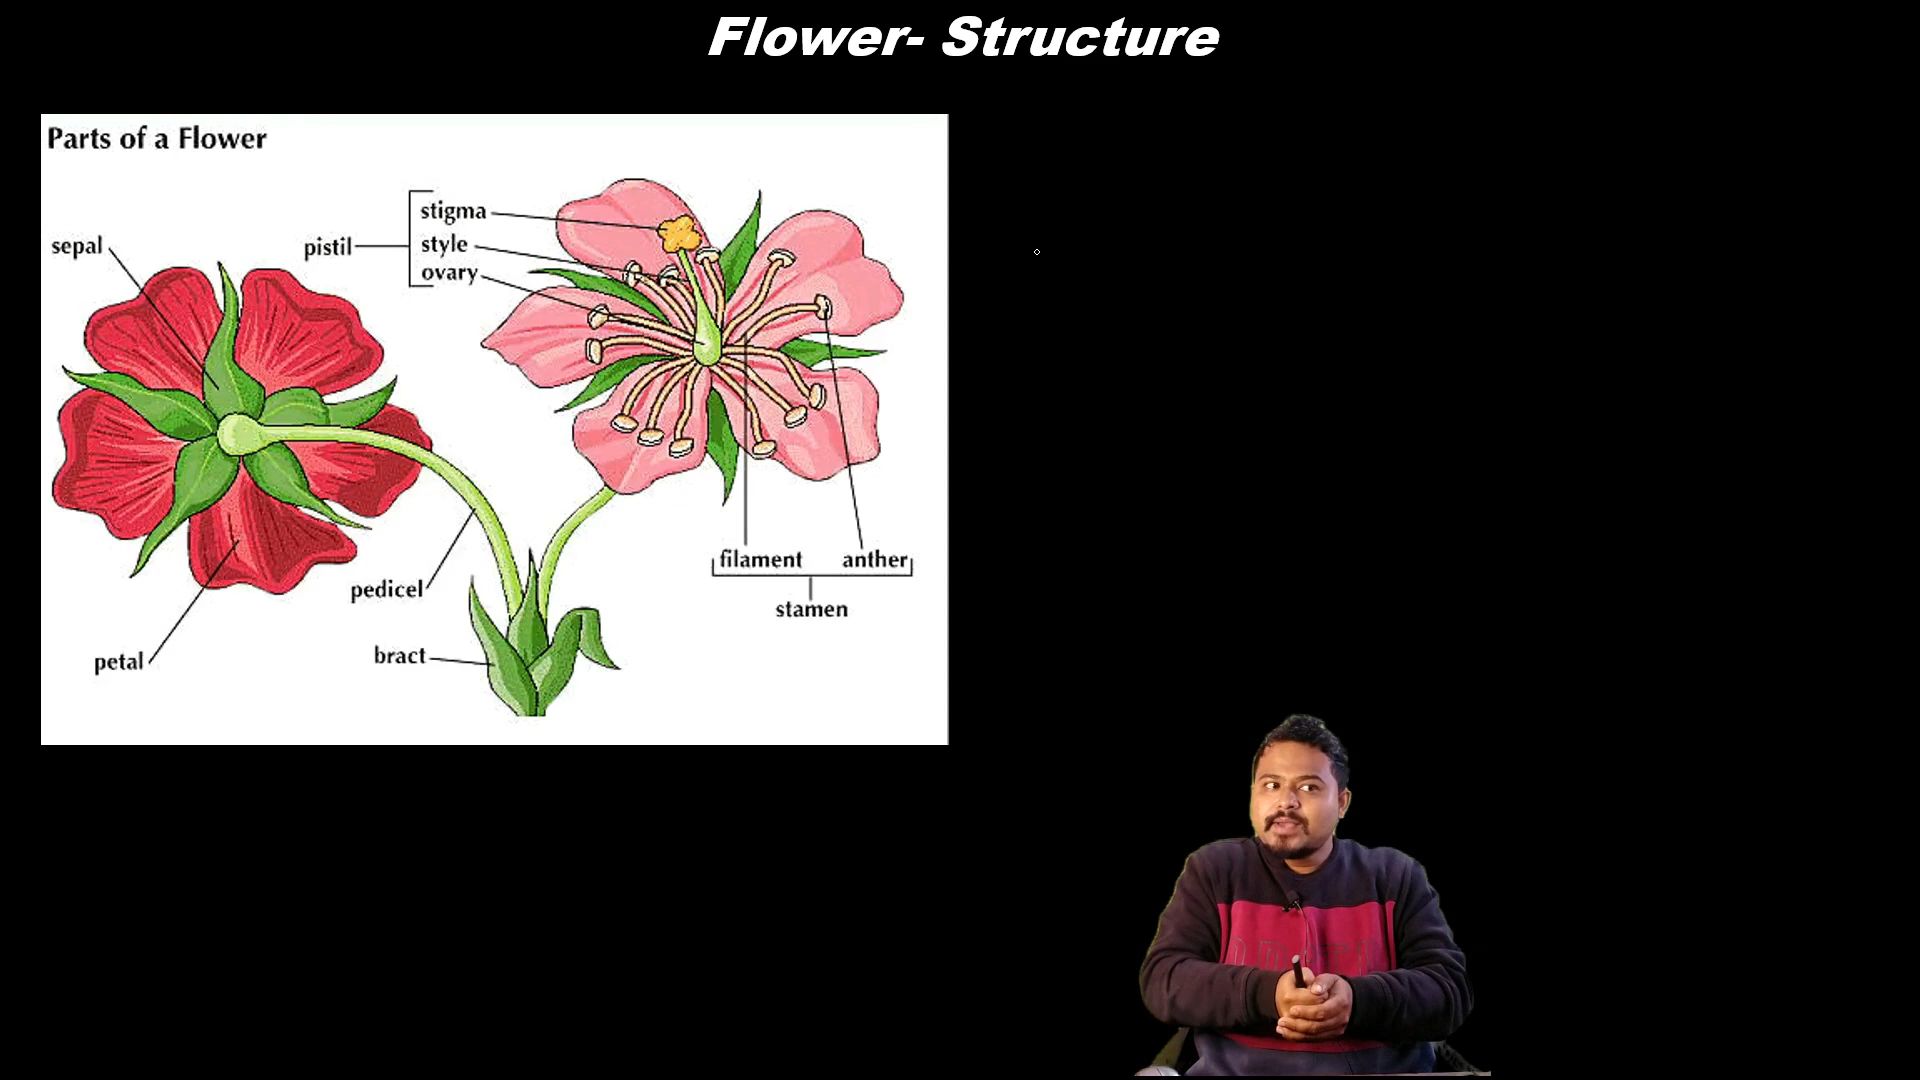 Flower- Structure
Parts of a Flower
stigma
sepal
pistil
style
ovary
filament
anther
pedicel
stamen
bract
petal